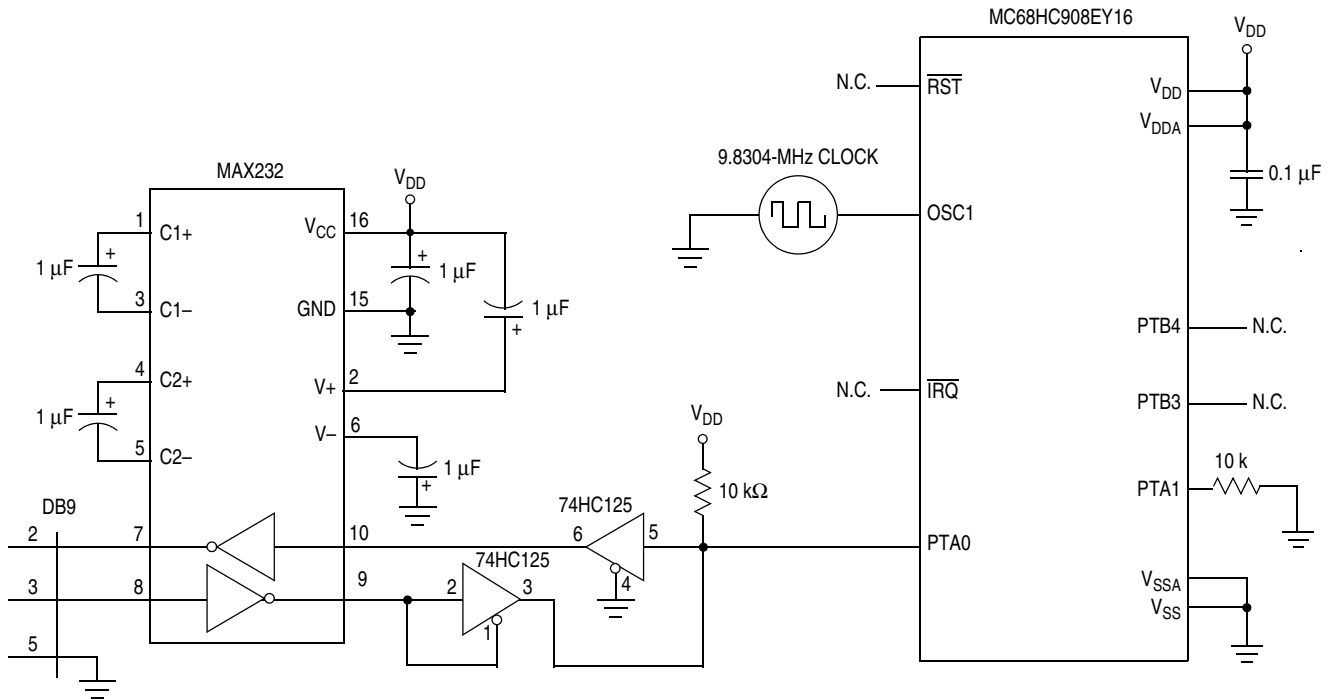 MC68HC908EY16
VDD
N.C.
RST
VDD
VDDA
0.1 µF
9.8304-MHz CLOCK
OSC1
MAX232
VDD
1
C1+
VCC
16
1 µF
+
+
1 µF
1 µF
+
3
C1–
GND
15
PTB4
N.C.
4
C2+
V+
2
N.C.
IRQ
PTB3
N.C.
1 µF
+
VDD
V–
6
5
C2–
1 µF
+
10 kΩ
10 k
PTA1
DB9
74HC125
2
7
10
6
5
4
PTA0
74HC125
3
8
9
2
3
1
VSSA
VSS
5